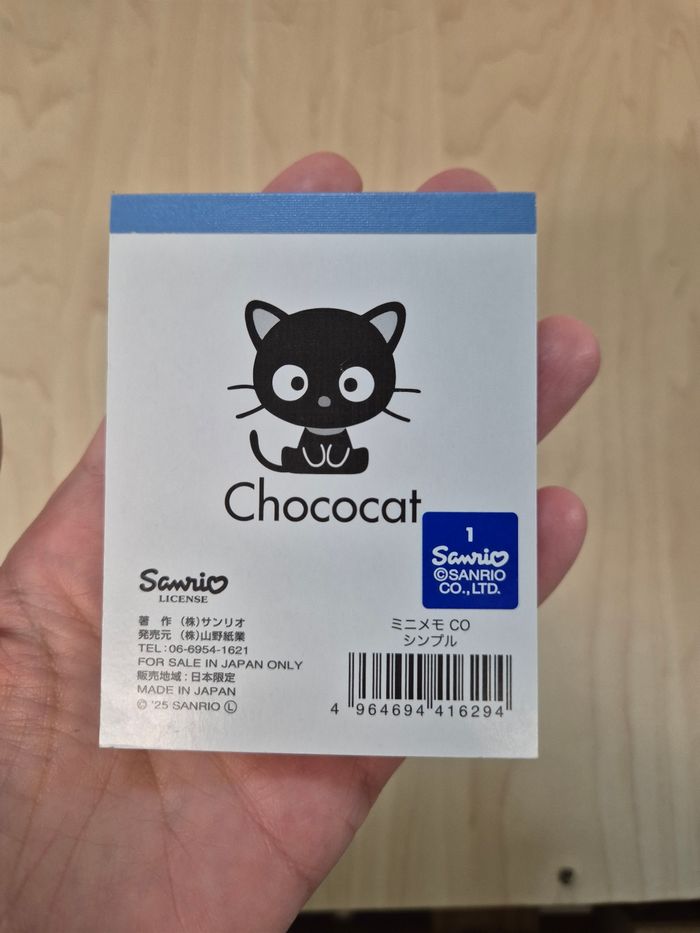 Chococat
1
Sanrio
©SANRIO
CO.,LTD.
Sanrio
LICENSE
著 作 (株)サンリオ
発売元 (株)山野紙業
TEL:06-6954-1621
FOR SALE IN JAPAN ONLY
販売地域:日本限定
MADE IN JAPAN
© '25 SANRIO Ⓛ
ミニメモ CO
シンプル
4 964694 416294